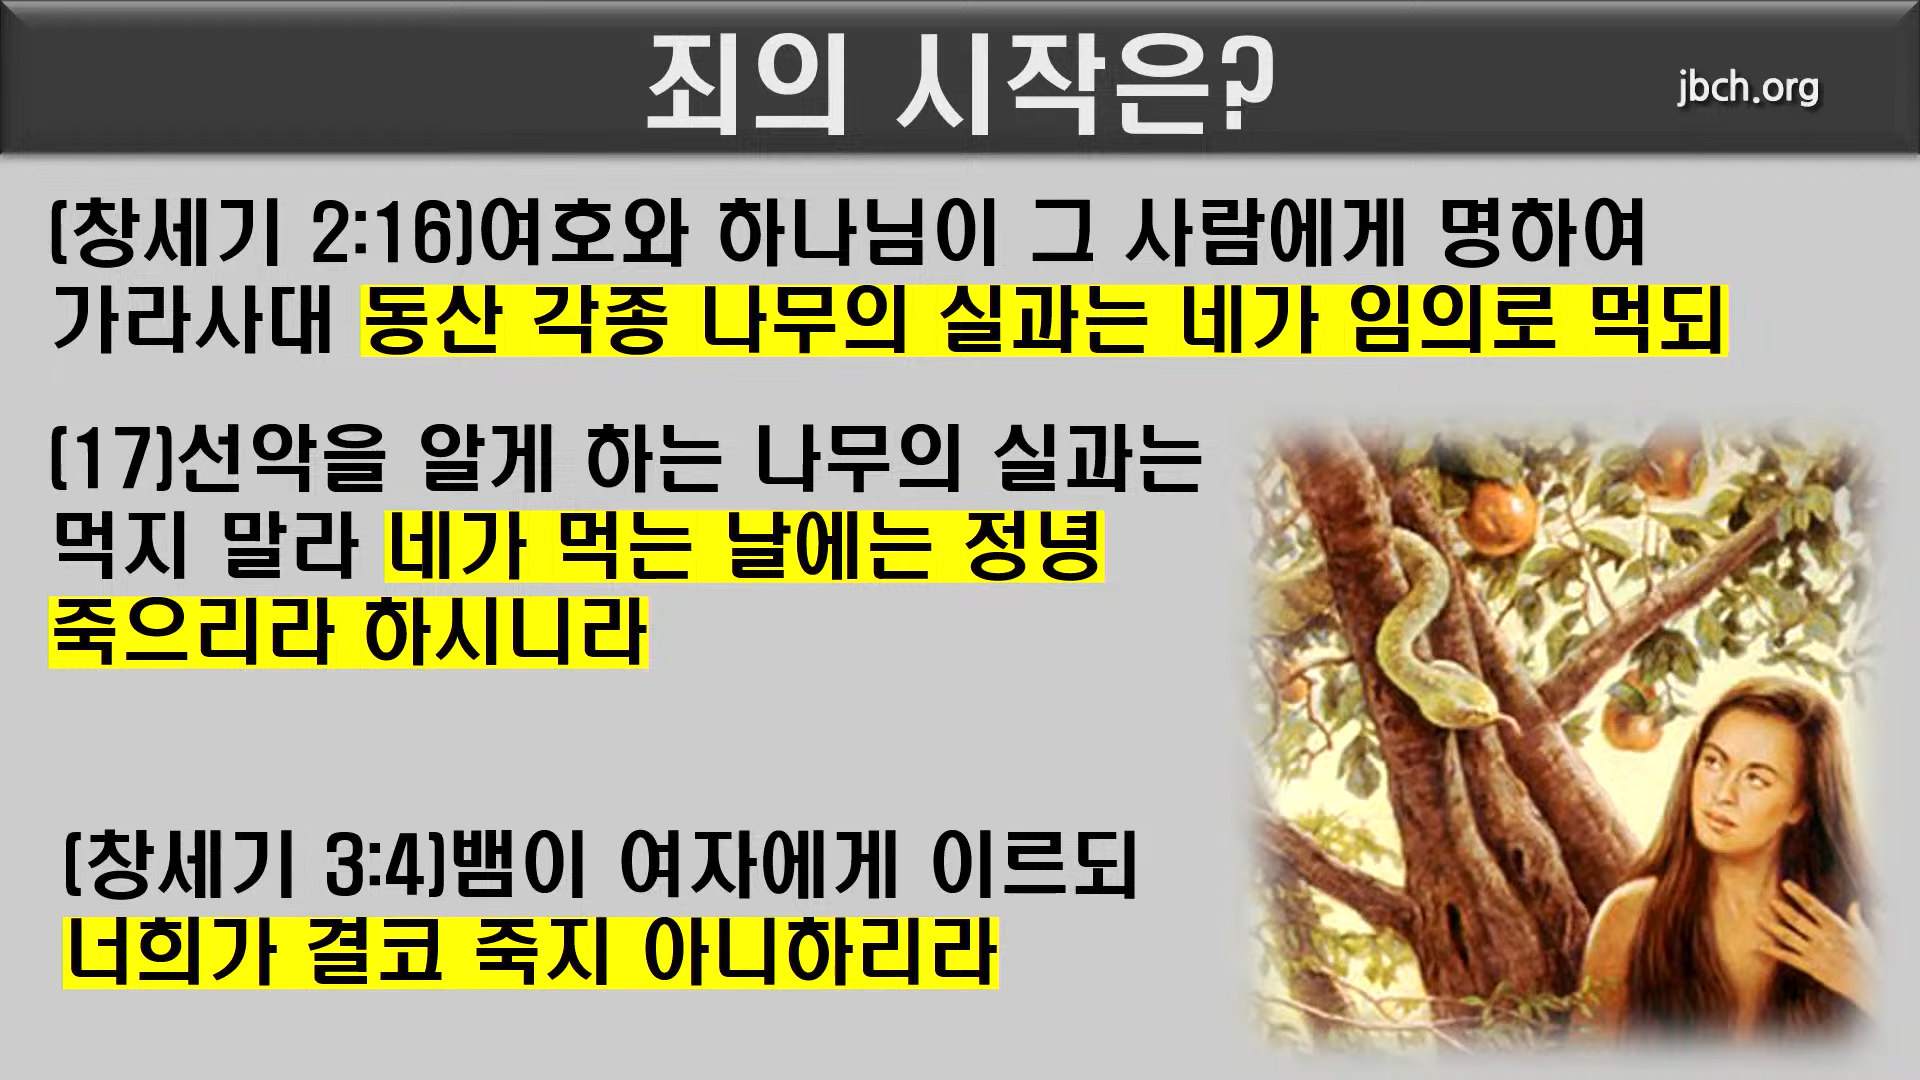 죄의 시작은?
jbch.org
(창세기 2:16)여호와 하나님이 그 사람에게 명하여
가라사대 동산 각종 나무의 실과는 네가 임의로 먹되
(17)선악을 알게 하는 나무의 실과는
먹지 말라 네가 먹는 날에는 정녕
죽으리라 하시니라
(창세기 3:4)뱀이 여자에게 이르되
너희가 결코 죽지 아니하리라